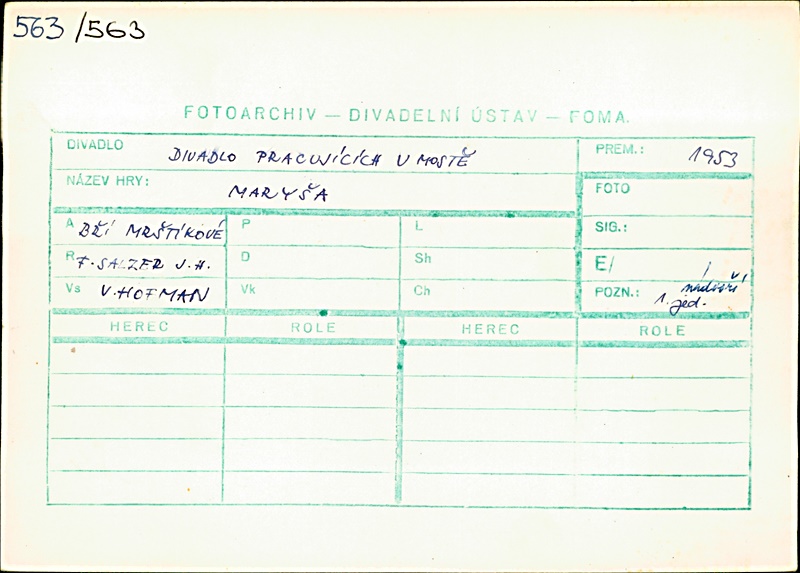 563/563
FOTOARCHIV — DIVADELNÍ ÚSTAV — FOMA.
DIVADLO DIVADLO PRACUJÍCÍCH V MOSTĚ PREM.: 1953
NÁZEV HRY: MARYŠA FOTO
A BŘÍ MRŠTÍKOVÉ P L SIG.:
R F. SALZER J.H. D Sh E/ /
Vs V. HOFMAN Vk Ch POZN.: nádvoří
1. jed.
HEREC ROLE HEREC ROLE